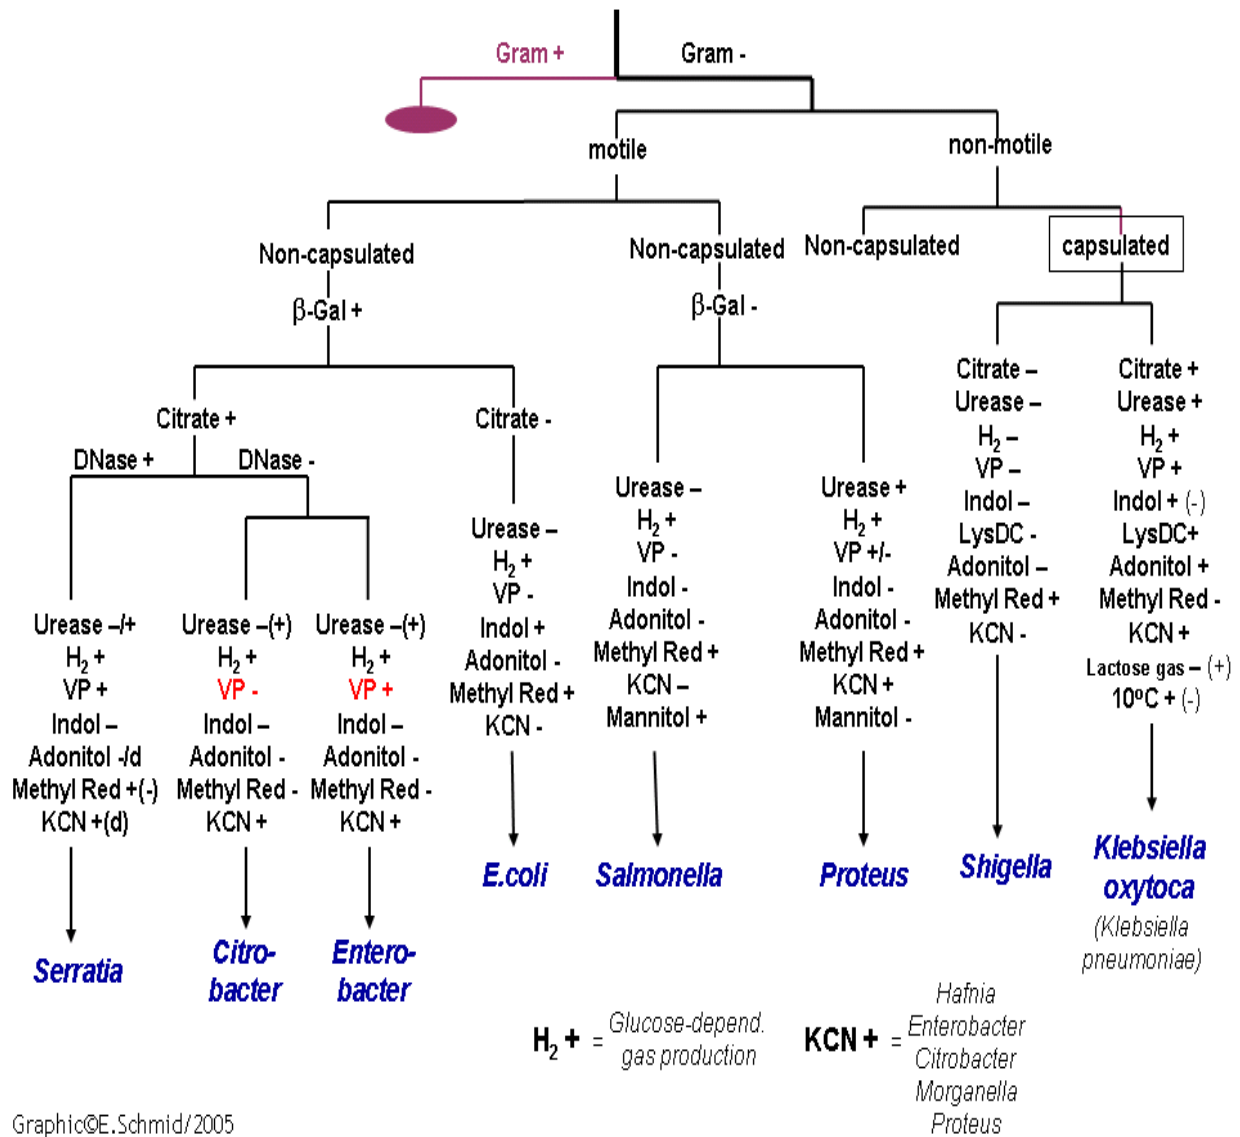 Gram +
Gram -
motile
non-motile
Non-capsulated
Non-capsulated
Non-capsulated
capsulated
β-Gal +
β-Gal -
Citrate +
Citrate -
DNase +
DNase -
Urease –/+
H₂ +
VP +
Indol –
Adonitol -/d
Methyl Red +(-)
KCN +(d)
Serratia
Urease –(+)
H₂ +
VP -
Indol –
Adonitol -
Methyl Red -
KCN +
Citro-
bacter
Urease –(+)
H₂ +
VP +
Indol –
Adonitol -
Methyl Red -
KCN +
Entero-
bacter
Urease –
H₂ +
VP -
Indol +
Adonitol -
Methyl Red +
KCN -
E.coli
Urease –
H₂ +
VP -
Indol -
Adonitol -
Methyl Red +
KCN –
Mannitol +
Salmonella
Urease +
H₂ +
VP +/-
Indol -
Adonitol -
Methyl Red +
KCN +
Mannitol -
Proteus
Citrate –
Urease –
H₂ –
VP –
Indol –
LysDC -
Adonitol –
Methyl Red +
KCN -
Shigella
Citrate +
Urease +
H₂ +
VP +
Indol + (-)
LysDC+
Adonitol +
Methyl Red -
KCN +
Lactose gas – (+)
10ºC + (-)
Klebsiella
oxytoca
(Klebsiella
pneumoniae)
H₂ + = Glucose-depend.
gas production
KCN + = Hafnia
Enterobacter
Citrobacter
Morganella
Proteus
Graphic©E.Schmid/2005